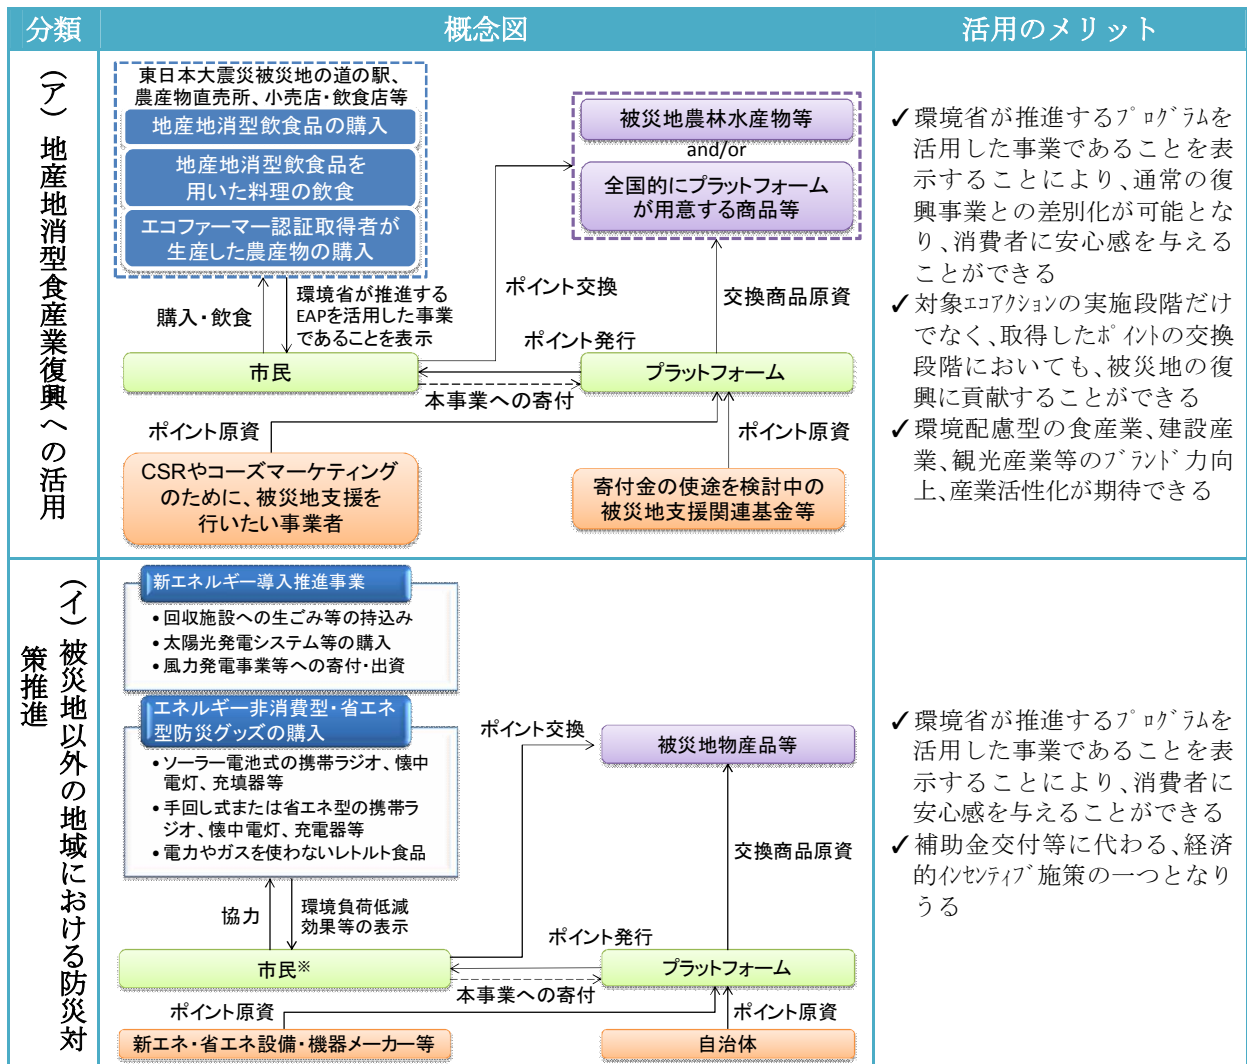 分類
概念図
活用のメリット
（ア）地産地消型食産業復興への活用
東日本大震災被災地の道の駅、
農産物直売所、小売店・飲食店等
地産地消型飲食品の購入
地産地消型飲食品を
用いた料理の飲食
エコファーマー認証取得者が
生産した農産物の購入
被災地農林水産物等
and/or
全国的にプラットフォーム
が用意する商品等
購入・飲食
環境省が推進する
EAPを活用した事業
であることを表示
ポイント交換
交換商品原資
ポイント発行
市民
プラットフォーム
本事業への寄付
ポイント原資
ポイント原資
CSRやコーズマーケティング
のために、被災地支援を
行いたい事業者
寄付金の使途を検討中の
被災地支援関連基金等
✓環境省が推進するプログラムを
活用した事業であることを表
示することにより、通常の復
興事業との差別化が可能とな
り、消費者に安心感を与える
ことができる
✓対象エコアクションの実施段階だけ
でなく、取得したポイントの交換
段階においても、被災地の復
興に貢献することができる
✓環境配慮型の食産業、建設産
業、観光産業等のブランド力向
上、産業活性化が期待できる
（イ）被災地以外の地域における防災対
策推進
新エネルギー導入推進事業
•回収施設への生ごみ等の持込み
•太陽光発電システム等の購入
•風力発電事業等への寄付・出資
エネルギー非消費型・省エネ
型防災グッズの購入
•ソーラー電池式の携帯ラジオ、懐中
電灯、充填器等
•手回し式または省エネ型の携帯ラ
ジオ、懐中電灯、充電器等
•電力やガスを使わないレトルト食品
ポイント交換
被災地物産品等
交換商品原資
協力
環境負荷低減
効果等の表示
ポイント発行
市民※
プラットフォーム
本事業への寄付
ポイント原資
ポイント原資
新エネ・省エネ設備・機器メーカー等
自治体
✓環境省が推進するプログラムを
活用した事業であることを表
示することにより、消費者に
安心感を与えることができる
✓補助金交付等に代わる、経済
的インセンティブ施策の一つとなり
うる